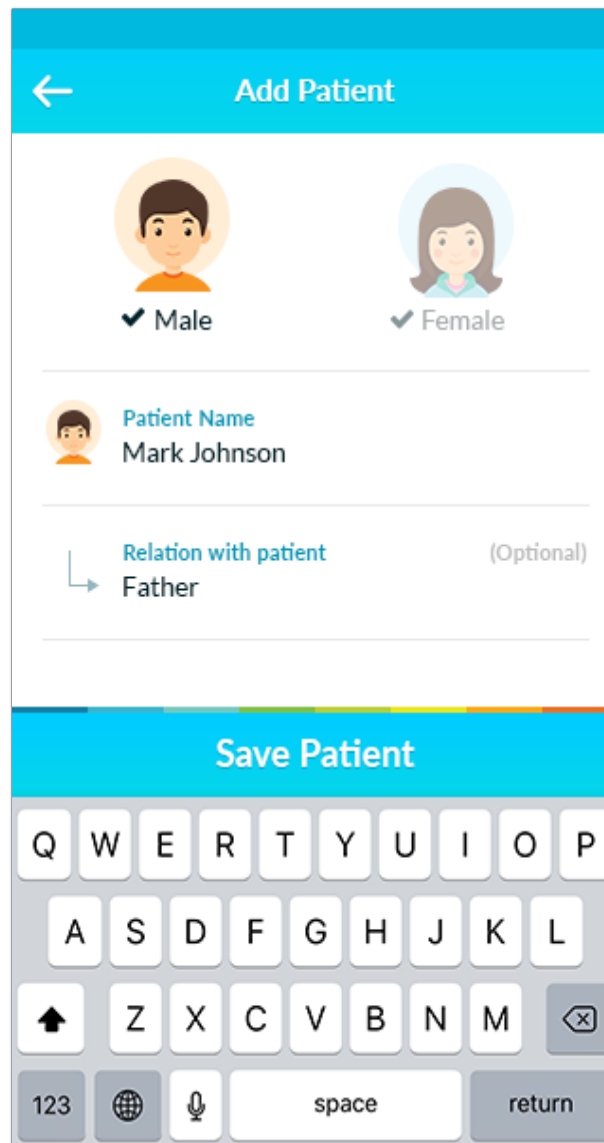 Add Patient
Male Female
Patient Name
Mark Johnson
Relation with patient (Optional)
Father
Save Patient
Q W E R T Y U I O P
A S D F G H J K L
Z X C V B N M
123 space return